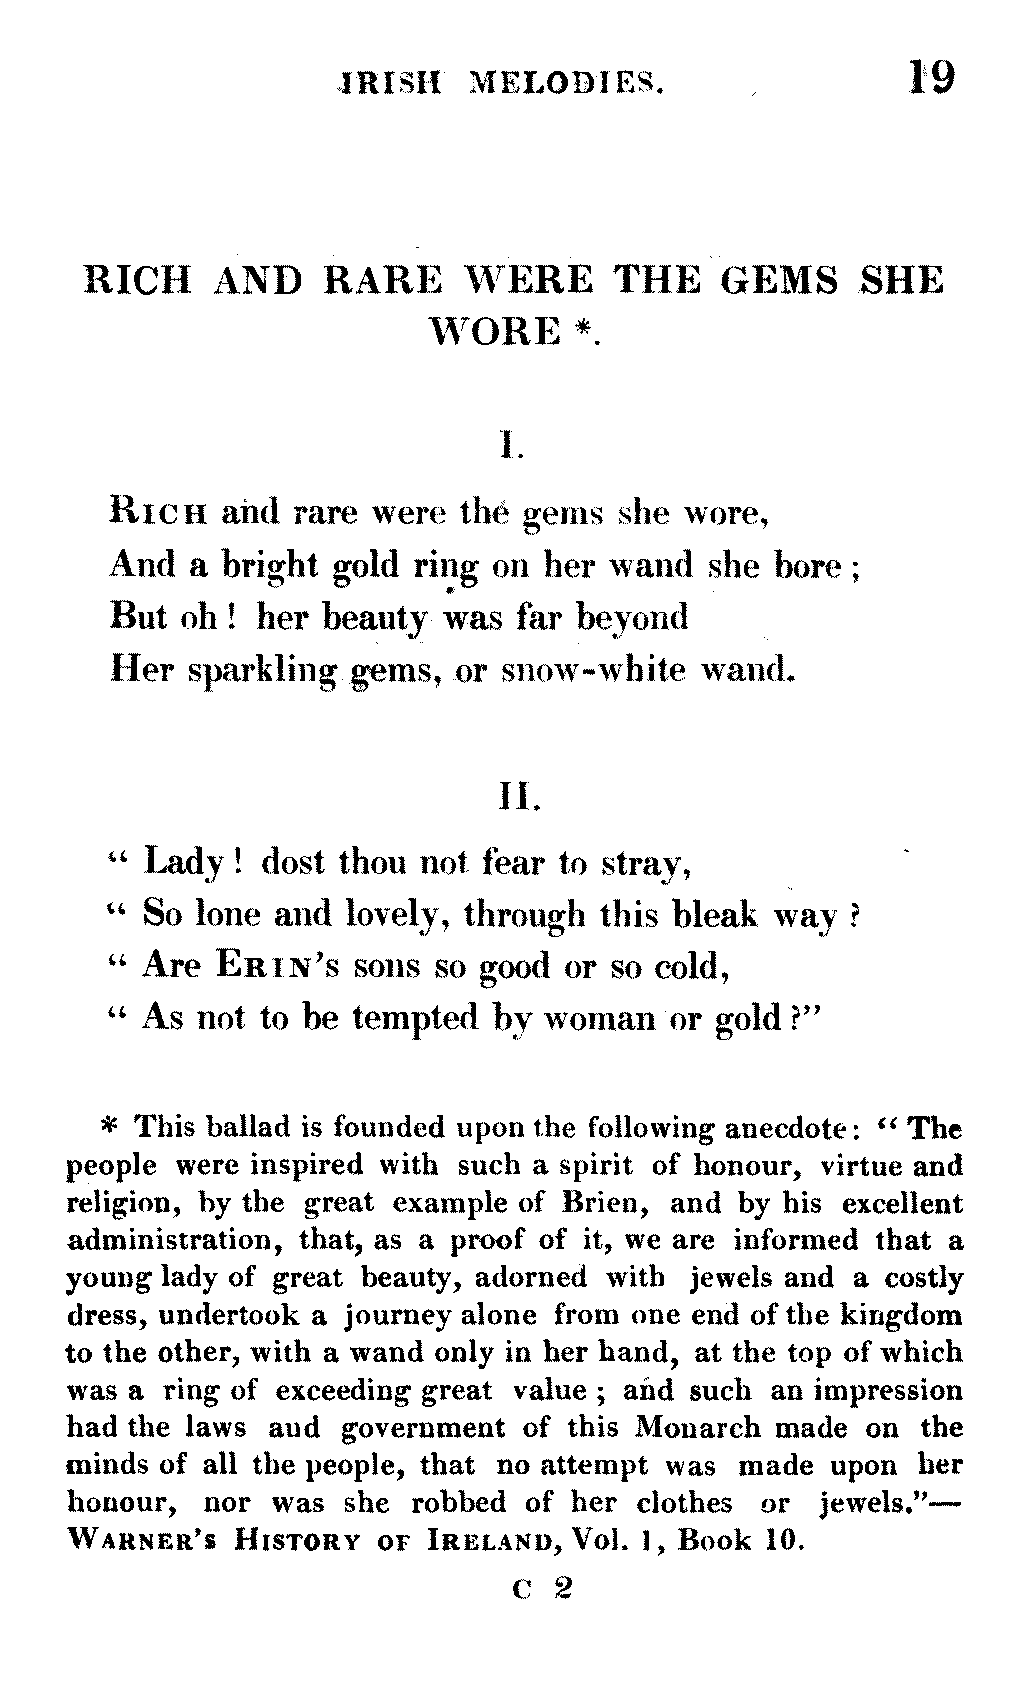 IRISH MELODIES. 19
RICH AND RARE WERE THE GEMS SHE
WORE *.
I.
RICH and rare were the gems she wore,
And a bright gold ring on her wand she bore ;
But oh ! her beauty was far beyond
Her sparkling gems, or snow-white wand.
II.
“ Lady ! dost thou not fear to stray,
“ So lone and lovely, through this bleak way ?
“ Are ERIN’s sons so good or so cold,
“ As not to be tempted by woman or gold ?”
* This ballad is founded upon the following anecdote : “ The
people were inspired with such a spirit of honour, virtue and
religion, by the great example of Brien, and by his excellent
administration, that, as a proof of it, we are informed that a
young lady of great beauty, adorned with jewels and a costly
dress, undertook a journey alone from one end of the kingdom
to the other, with a wand only in her hand, at the top of which
was a ring of exceeding great value ; and such an impression
had the laws and government of this Monarch made on the
minds of all the people, that no attempt was made upon her
honour, nor was she robbed of her clothes or jewels.”—
WARNER’S HISTORY OF IRELAND, Vol. 1, Book 10.
C 2